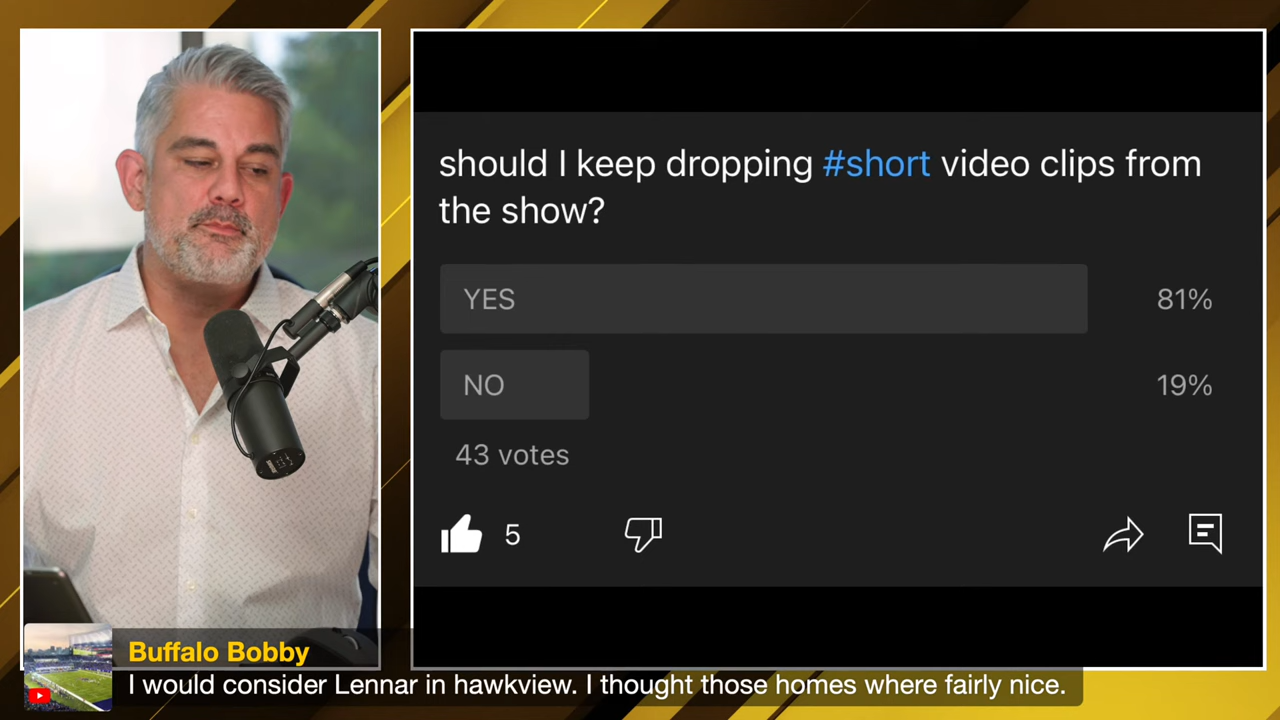 should I keep dropping #short video clips from
the show?
YES 81%
NO 19%
43 votes
5
Buffalo Bobby
I would consider Lennar in hawkview. I thought those homes where fairly nice.